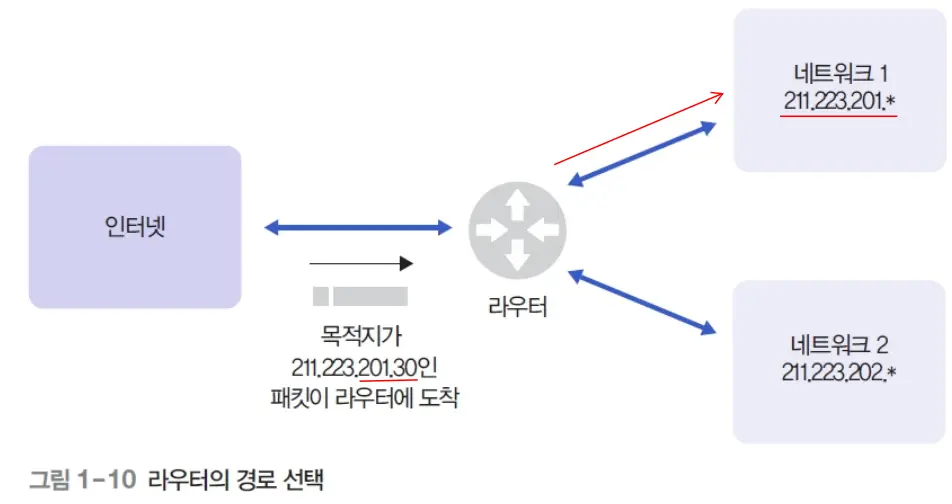 네트워크 1
211.223.201.*
인터넷
라우터
목적지가
211.223.201.30인
패킷이 라우터에 도착
네트워크 2
211.223.202.*
그림 1-10 라우터의 경로 선택